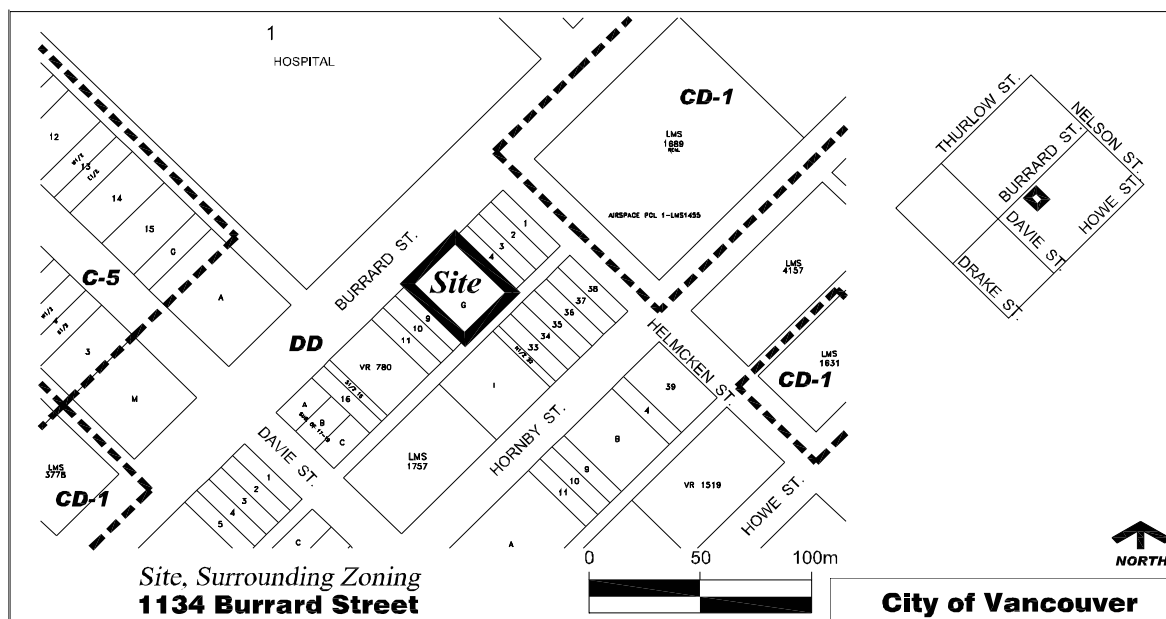 1
HOSPITAL
CD-1
LMS
1689
REAL
AIRSPACE PCL 1-LMS1455
12
13
14
15
G
A
C-5
3
M
LMS
3778
CD-1
BURRARD ST.
DD
Site
G
1
2
3
4
9
10
11
VR 780
16
A
B
C
DAVIE ST.
1
2
3
4
5
C
38
37
36
35
34
33
I
LMS
1757
HORNBY ST.
HELMCKEN ST.
LMS
4157
LMS
1631
CD-1
39
4
B
9
10
11
VR 1519
HOWE ST.
A
THURLOW ST.
NELSON ST.
BURRARD ST.
HOWE ST.
DAVIE ST.
DRAKE ST.
NORTH
0 50 100m
Site, Surrounding Zoning
1134 Burrard Street
City of Vancouver